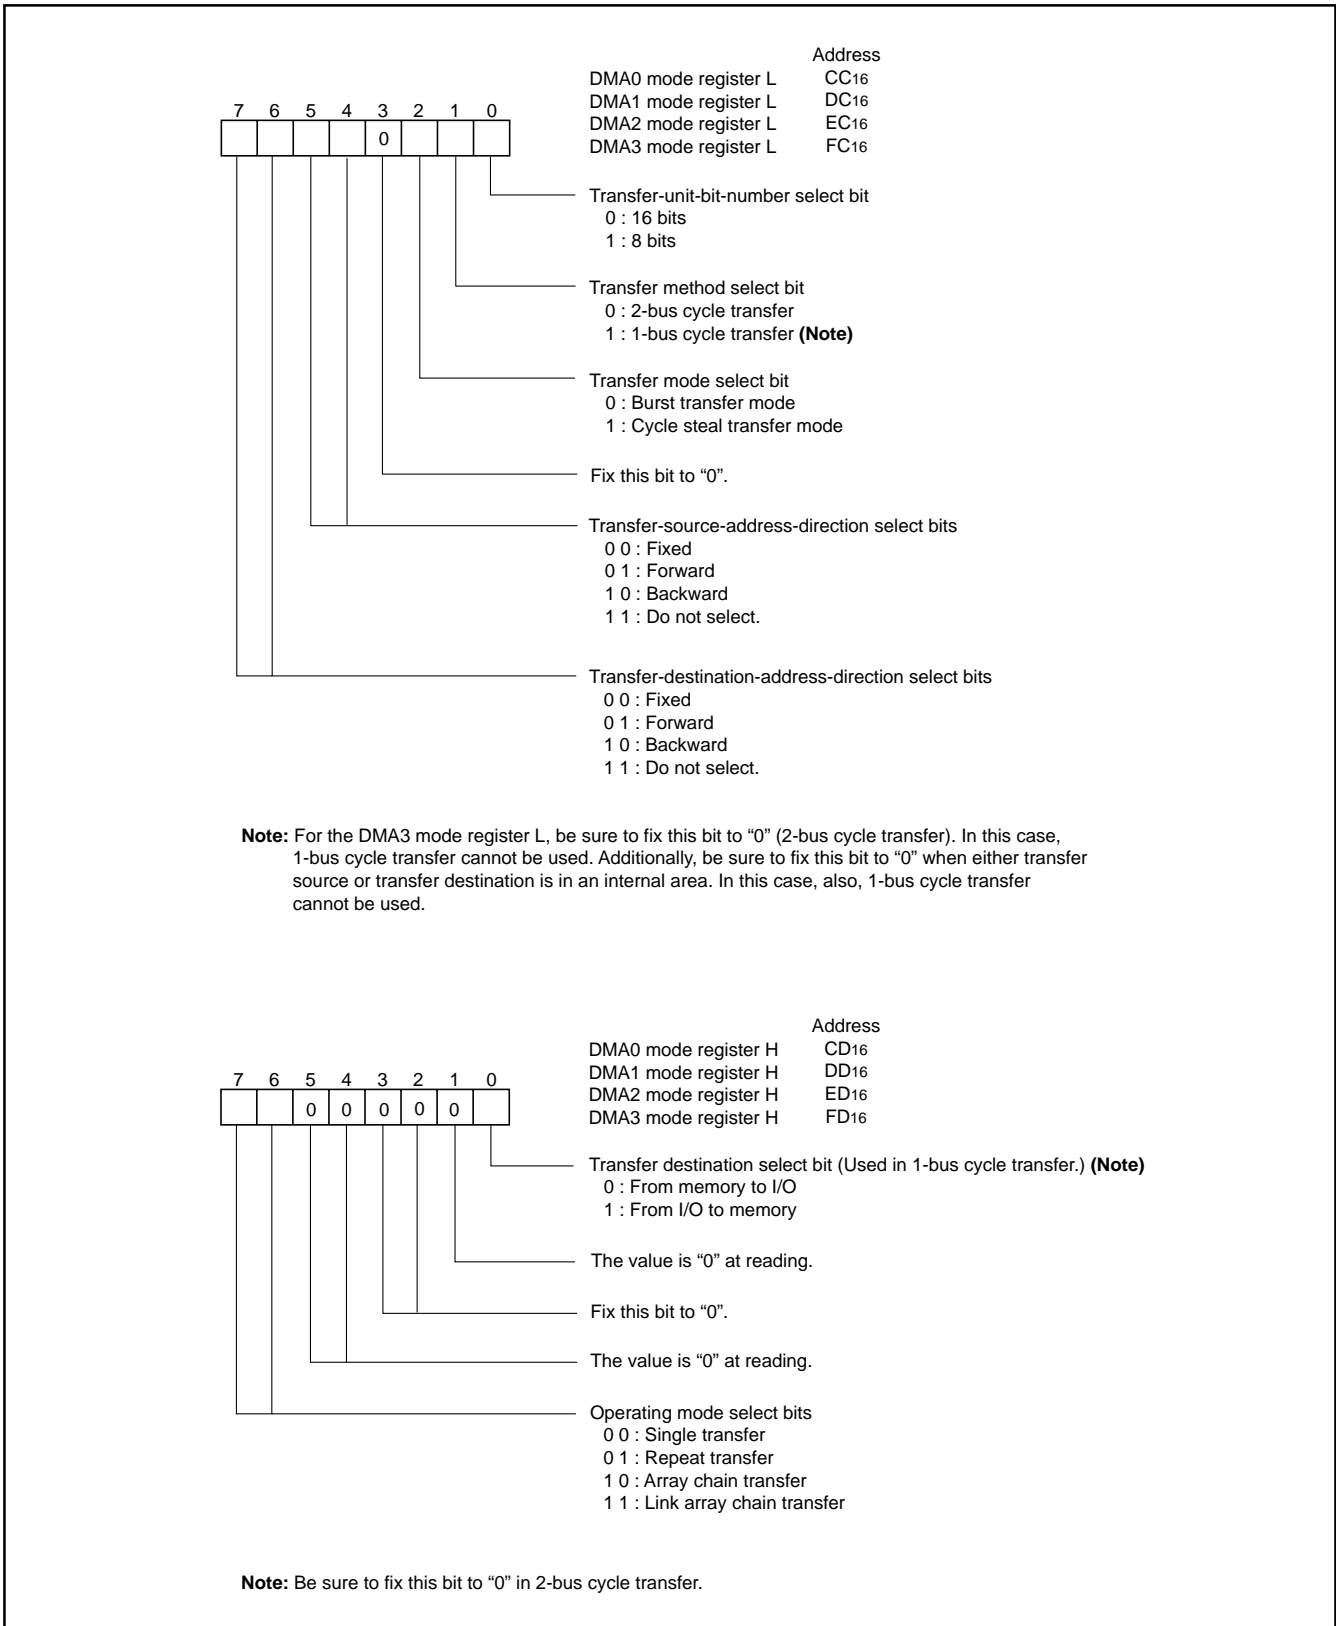 Address
DMA0 mode register L CC16
DMA1 mode register L DC16
DMA2 mode register L EC16
DMA3 mode register L FC16
7 6 5 4 3 2 1 0
0
Transfer-unit-bit-number select bit
0 : 16 bits
1 : 8 bits
Transfer method select bit
0 : 2-bus cycle transfer
1 : 1-bus cycle transfer (Note)
Transfer mode select bit
0 : Burst transfer mode
1 : Cycle steal transfer mode
Fix this bit to “0”.
Transfer-source-address-direction select bits
0 0 : Fixed
0 1 : Forward
1 0 : Backward
1 1 : Do not select.
Transfer-destination-address-direction select bits
0 0 : Fixed
0 1 : Forward
1 0 : Backward
1 1 : Do not select.
Note: For the DMA3 mode register L, be sure to fix this bit to “0” (2-bus cycle transfer). In this case,
1-bus cycle transfer cannot be used. Additionally, be sure to fix this bit to “0” when either transfer
source or transfer destination is in an internal area. In this case, also, 1-bus cycle transfer
cannot be used.
Address
DMA0 mode register H CD16
DMA1 mode register H DD16
DMA2 mode register H ED16
DMA3 mode register H FD16
7 6 5 4 3 2 1 0
0 0 0 0 0
Transfer destination select bit (Used in 1-bus cycle transfer.) (Note)
0 : From memory to I/O
1 : From I/O to memory
The value is “0” at reading.
Fix this bit to “0”.
The value is “0” at reading.
Operating mode select bits
0 0 : Single transfer
0 1 : Repeat transfer
1 0 : Array chain transfer
1 1 : Link array chain transfer
Note: Be sure to fix this bit to “0” in 2-bus cycle transfer.